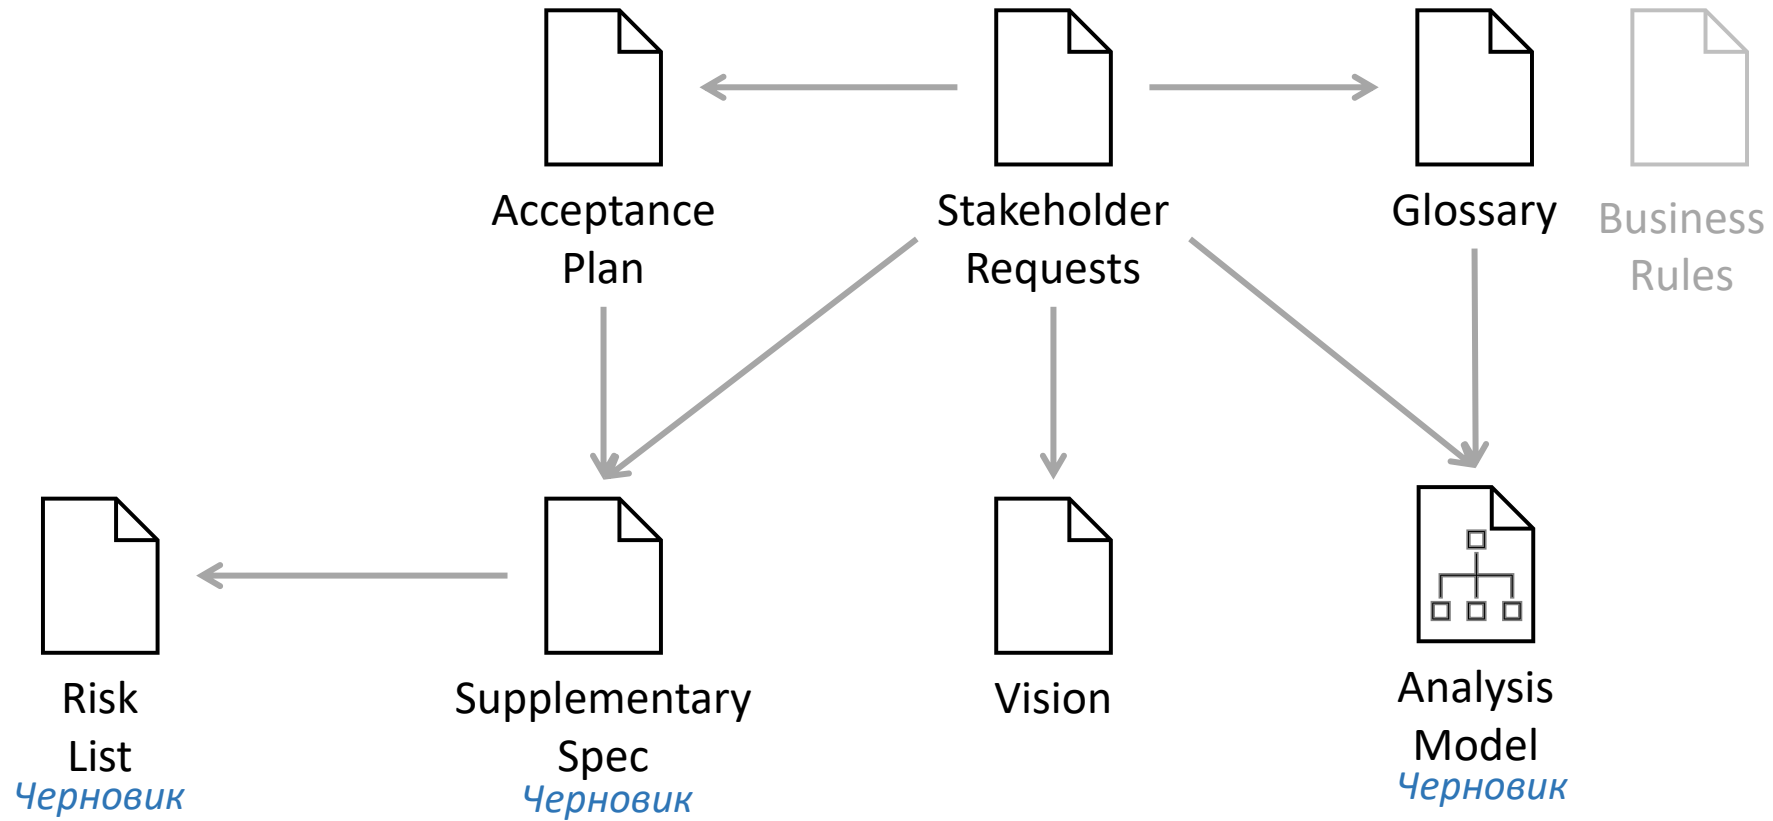 Acceptance
Plan
Stakeholder
Requests
Glossary
Business
Rules
Risk
List
Черновик
Supplementary
Spec
Черновик
Vision
Analysis
Model
Черновик